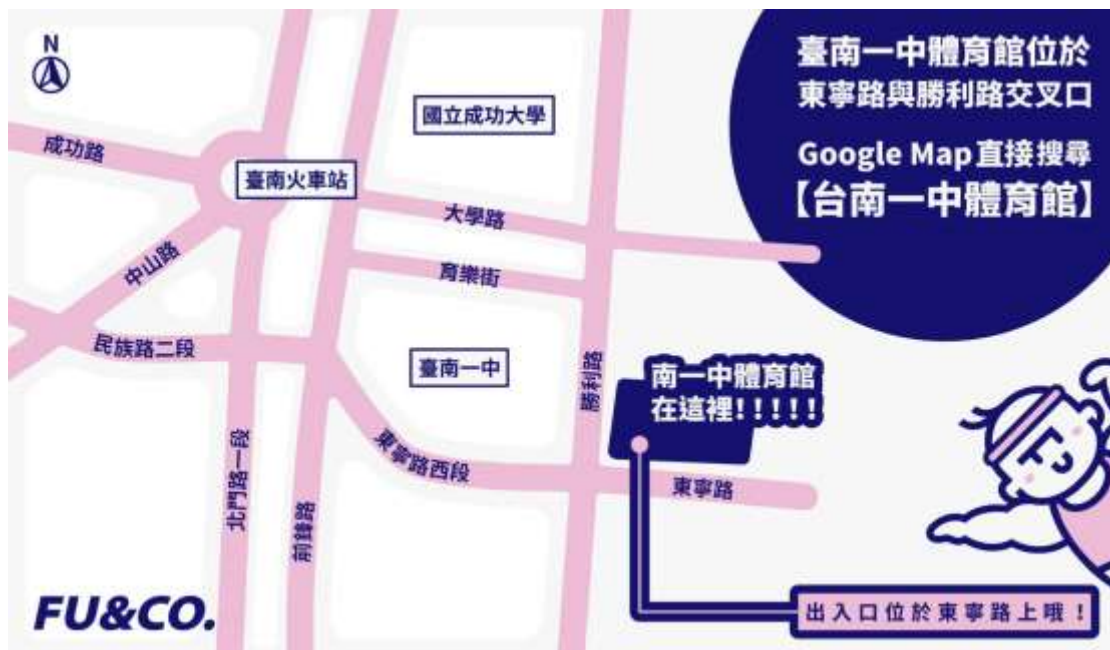 N
臺南一中體育館位於
東寧路與勝利路交叉口
Google Map直接搜尋
【台南一中體育館】
國立成功大學
成功路
臺南火車站
大學路
中山路
育樂街
民族路二段
臺南一中
勝利路
南一中體育館
在這裡!!!!!
東寧路西段
北門路一段
東寧路
前鋒路
FU&CO.
出入口位於東寧路上哦!